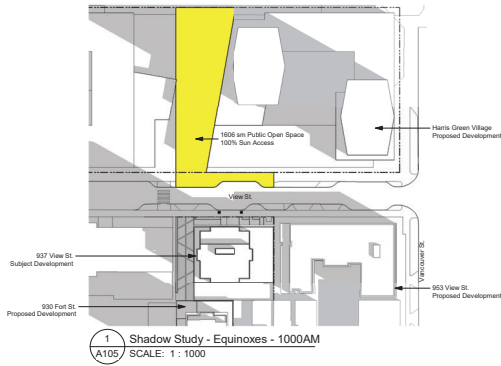 1606 sm Public Open Space
100% Sun Access
Harris Green Village
Proposed Development
View St.
937 View St.
Subject Development
Vancouver St.
953 View St.
Proposed Development
930 Fort St.
Proposed Development
1
A105
Shadow Study - Equinoxes - 1000AM
SCALE: 1 : 1000